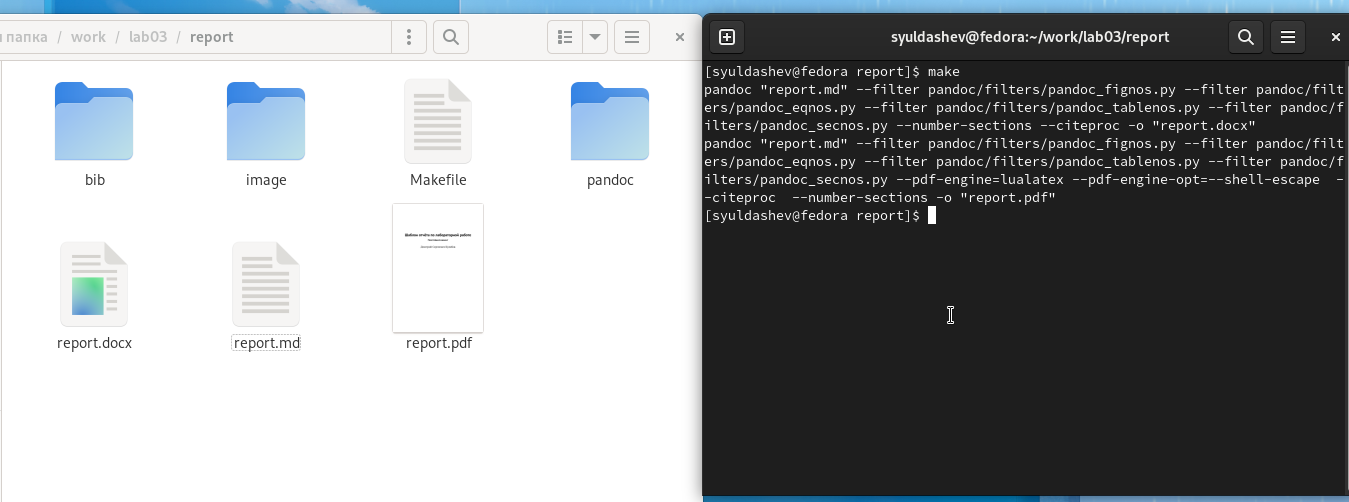 папка / work / lab03 / report
bib
image
Makefile
pandoc
report.docx
report.md
report.pdf
syuldashev@fedora:~/work/lab03/report
[syuldashev@fedora report]$ make
pandoc "report.md" --filter pandoc/filters/pandoc_fignos.py --filter pandoc/filt
ers/pandoc_eqnos.py --filter pandoc/filters/pandoc_tablenos.py --filter pandoc/f
ilters/pandoc_secnos.py --number-sections --citeproc -o "report.docx"
pandoc "report.md" --filter pandoc/filters/pandoc_fignos.py --filter pandoc/filt
ers/pandoc_eqnos.py --filter pandoc/filters/pandoc_tablenos.py --filter pandoc/f
ilters/pandoc_secnos.py --pdf-engine=lualatex --pdf-engine-opt=--shell-escape  -
-citeproc  --number-sections -o "report.pdf"
[syuldashev@fedora report]$